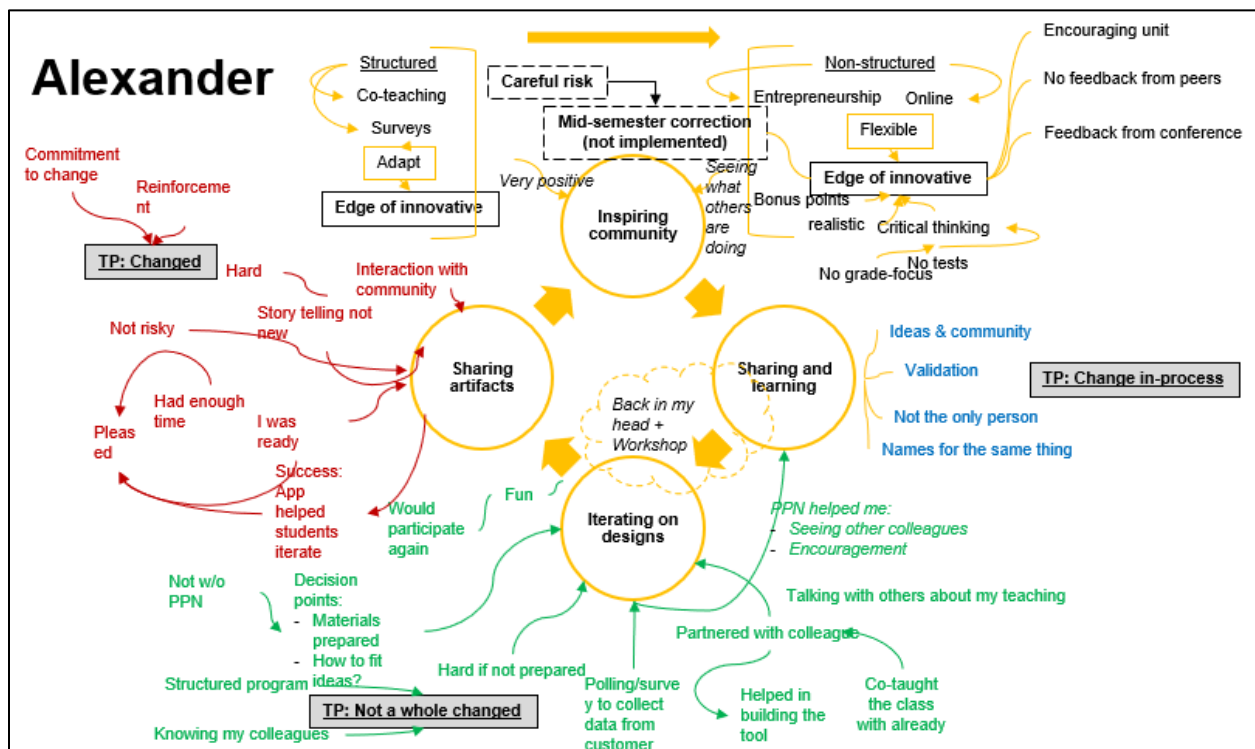 Alexander
Structured
Co-teaching
Surveys
Adapt
Edge of innovative
Careful risk
Mid-semester correction
(not implemented)
Very positive
Seeing
what
others
are
doing
Inspiring
community
Non-structured
Entrepreneurship
Online
Flexible
Edge of innovative
Bonus points
realistic
Critical thinking
No tests
No grade-focus
Encouraging unit
No feedback from peers
Feedback from conference
Commitment
to change
Reinforceme
nt
TP: Changed
Hard
Interaction with
community
Story telling not
new
Not risky
Had enough
time
I was
ready
Pleas
ed
Success:
App
helped
students
iterate
Sharing
artifacts
Sharing and
learning
Ideas & community
Validation
Not the only person
Names for the same thing
TP: Change in-process
Back in my
head +
Workshop
Iterating on
designs
Fun
Would
participate
again
PPN helped me:
- Seeing other colleagues
- Encouragement
Not w/o
PPN
Decision
points:
- Materials
prepared
- How to fit
ideas?
Structured program
TP: Not a whole changed
Knowing my colleagues
Hard if not prepared
Polling/surve
y to collect
data from
customer
Talking with others about my teaching
Partnered with colleague
Helped in
building the
tool
Co-taught
the class
with already